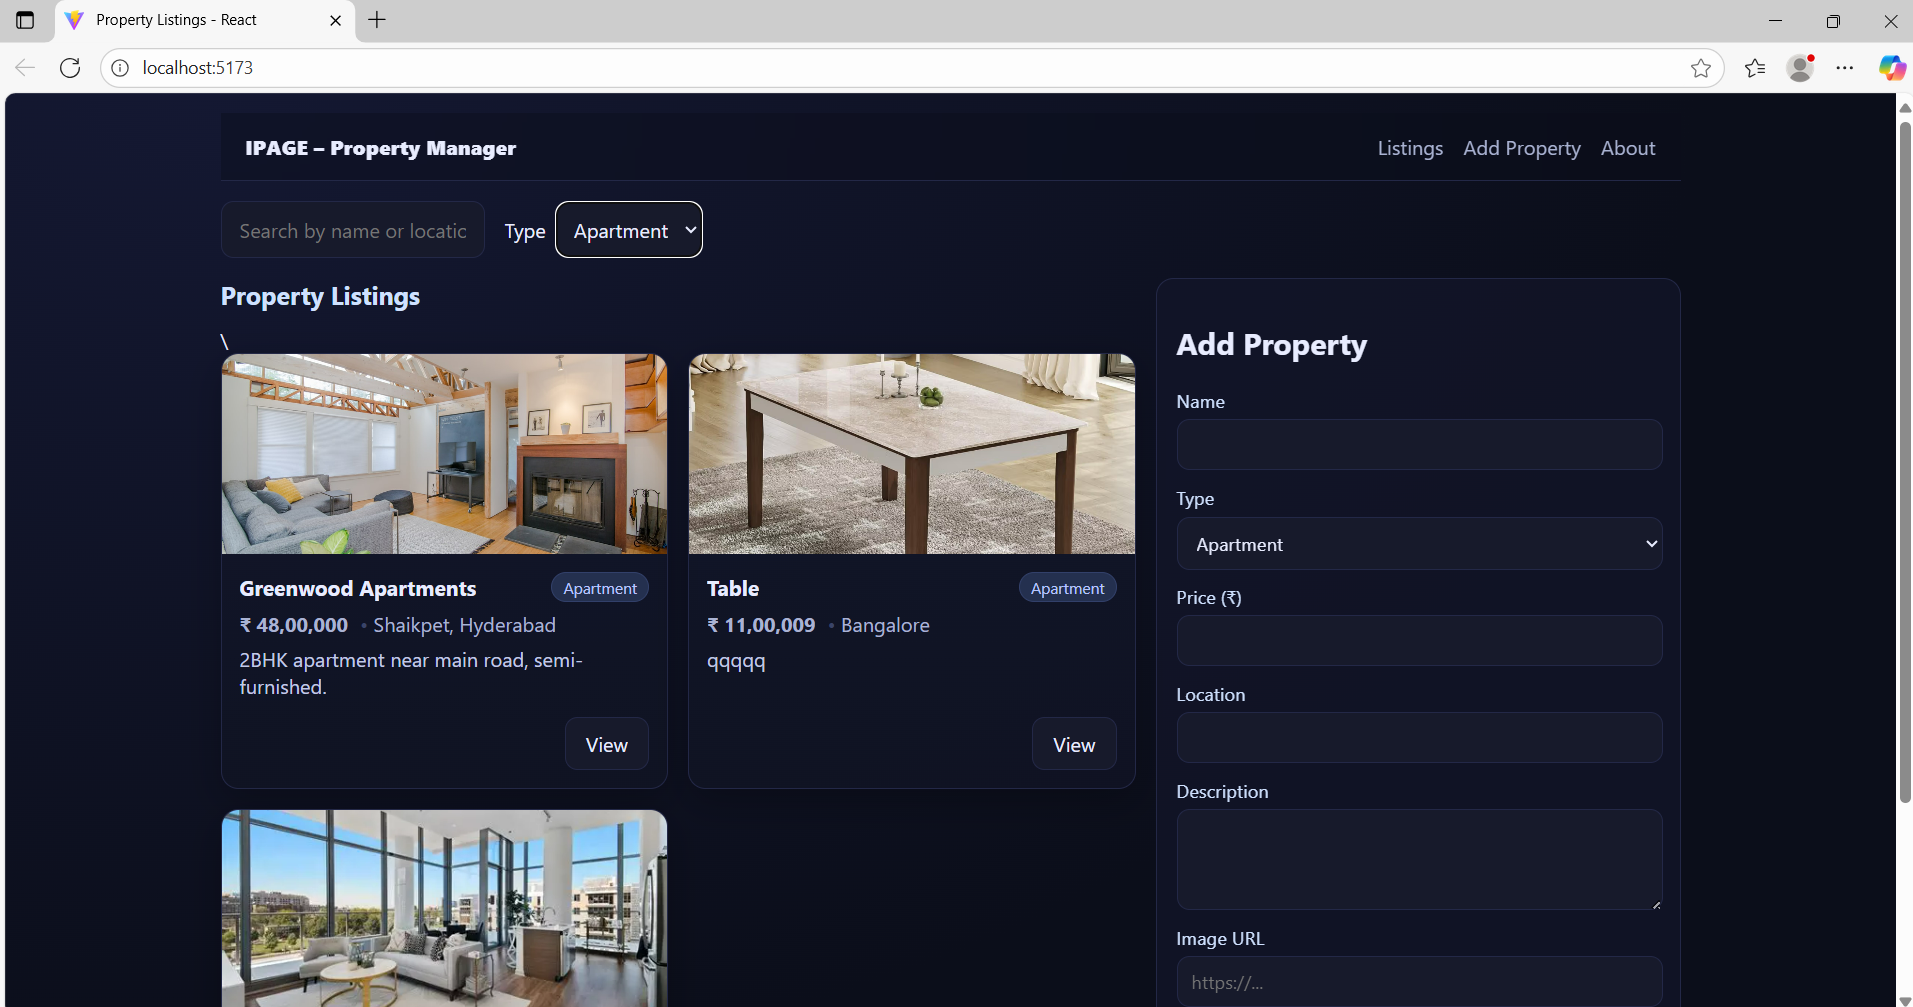 Property Listings - React
localhost:5173
IPAGE – Property Manager
Listings Add Property About
Search by name or locatic
Type Apartment
Property Listings
\
Greenwood Apartments Apartment
₹ 48,00,000 • Shaikpet, Hyderabad
2BHK apartment near main road, semi-
furnished.
View
Table Apartment
₹ 11,00,009 • Bangalore
qqqqq
View
Add Property
Name
Type
Apartment
Price (₹)
Location
Description
Image URL
https://...